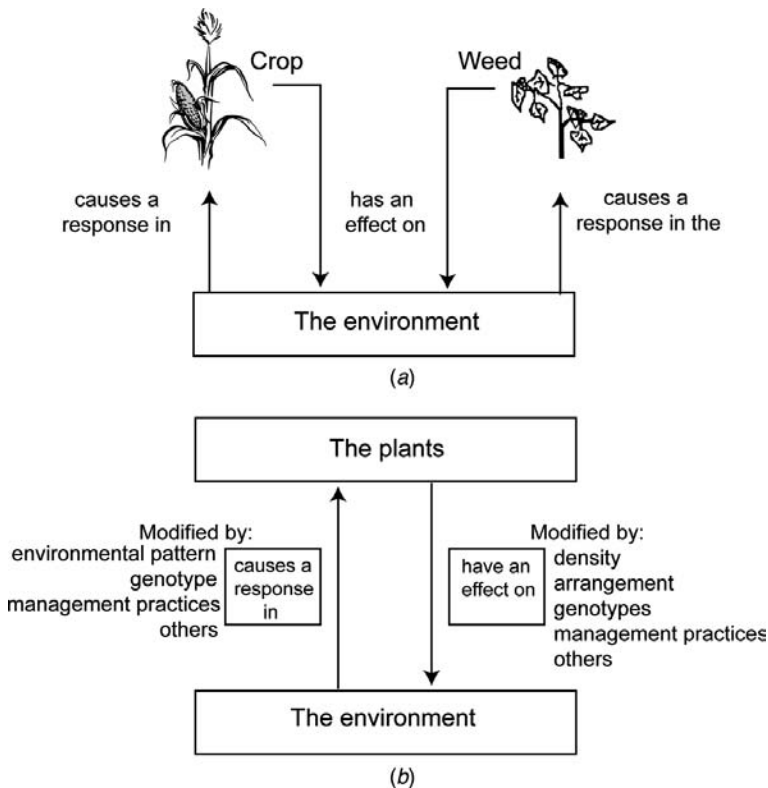 Crop
Weed
causes a
response in
has an
effect on
causes a
response in the
The environment
(a)
The plants
Modified by:
environmental pattern
genotype
management practices
others
causes a
response
in
have an
effect on
Modified by:
density
arrangement
genotypes
management practices
others
The environment
(b)